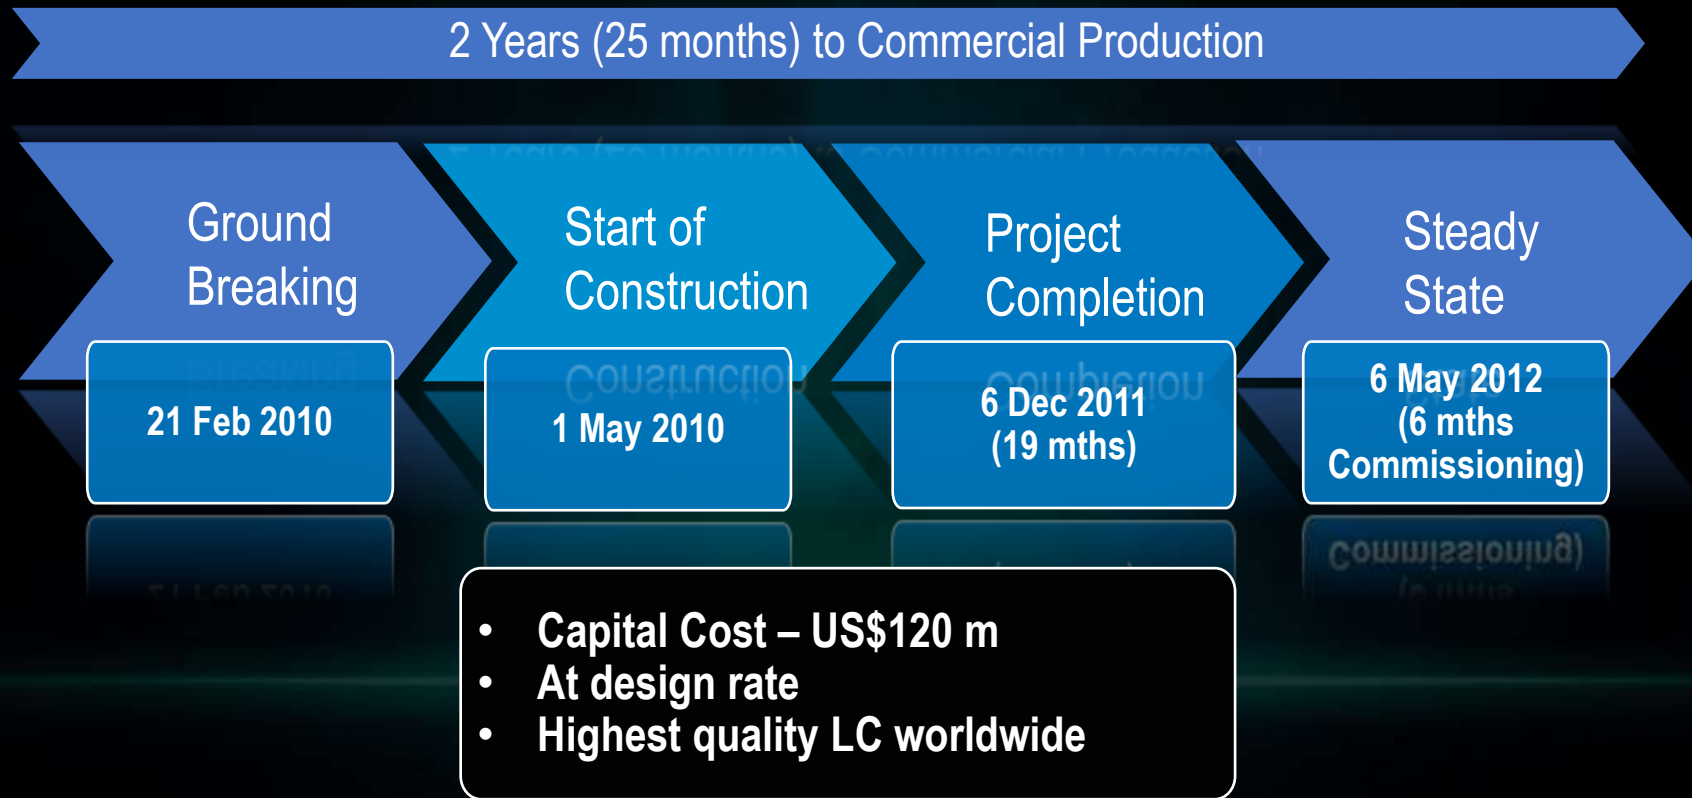 2 Years (25 months) to Commercial Production
Ground
Breaking
21 Feb 2010
Start of
Construction
1 May 2010
Project
Completion
6 Dec 2011
(19 mths)
Steady
State
6 May 2012
(6 mths
Commissioning)
• Capital Cost – US$120 m
• At design rate
• Highest quality LC worldwide